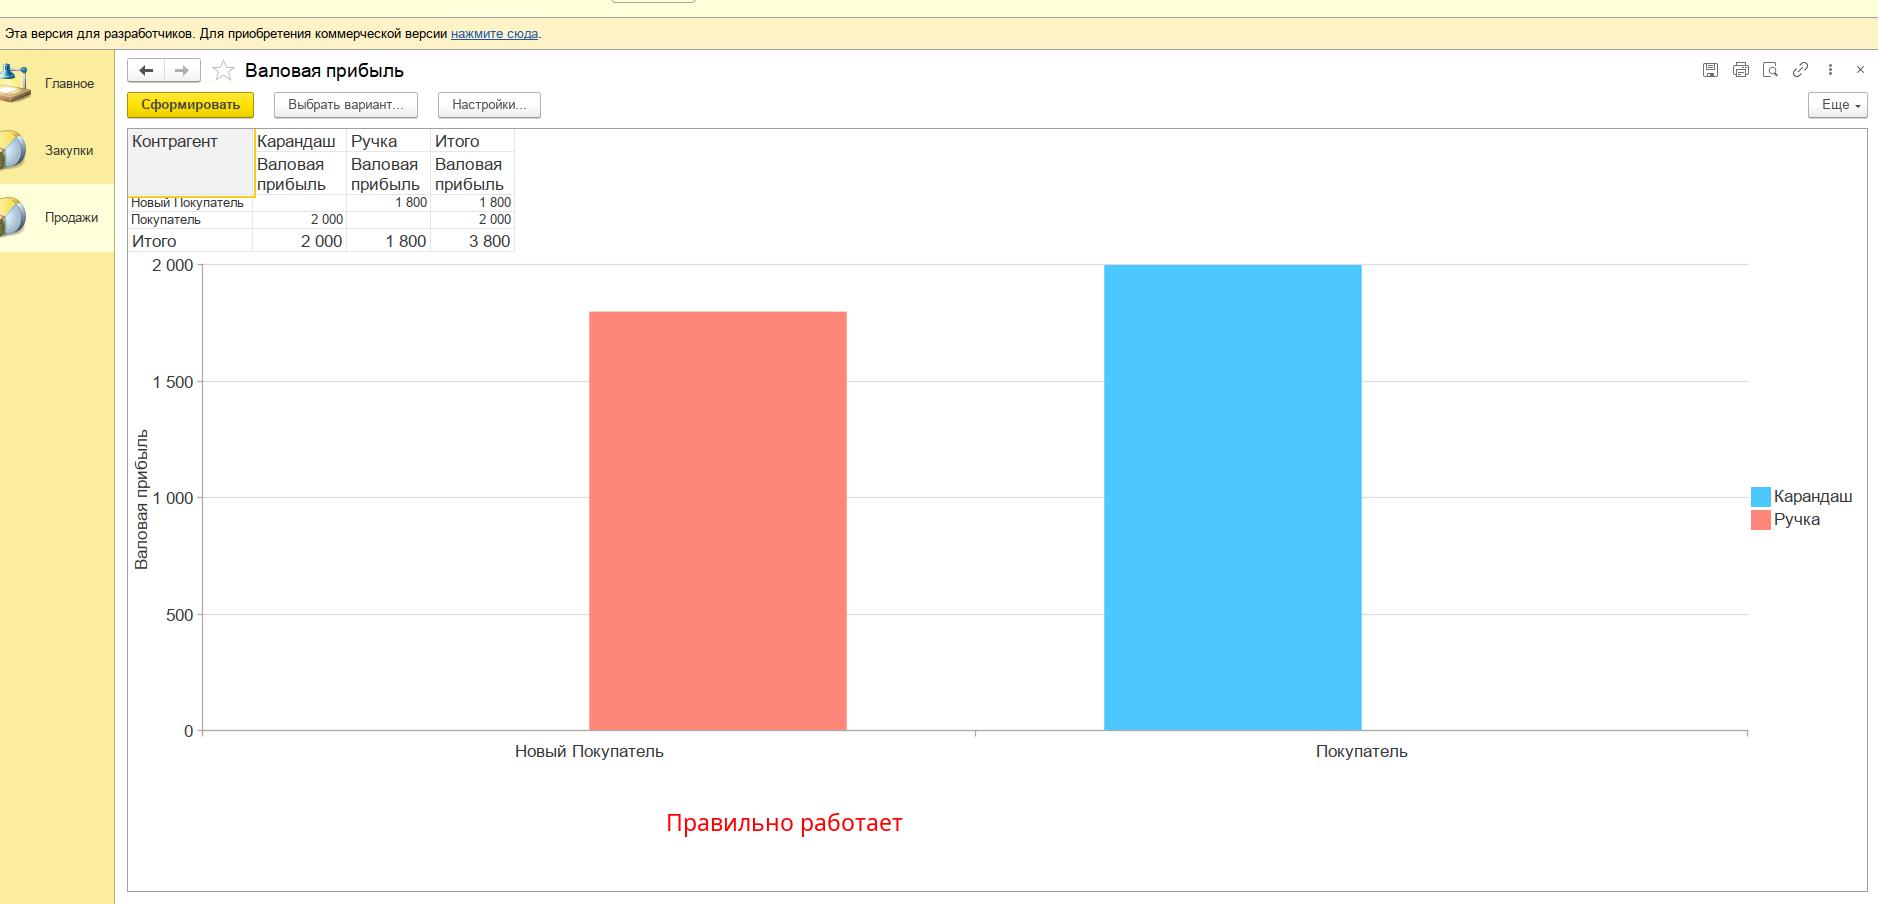 Эта версия для разработчиков. Для приобретения коммерческой версии нажмите сюда.
Главное
Закупки
Продажи
Валовая прибыль
Сформировать
Выбрать вариант...
Настройки...
Еще
Контрагент Карандаш Ручка Итого
Валовая Валовая Валовая
прибыль прибыль прибыль
Новый Покупатель 1 800 1 800
Покупатель 2 000 2 000
Итого 2 000 1 800 3 800
2 000
1 500
1 000
500
0
Валовая прибыль
Новый Покупатель
Покупатель
Карандаш
Ручка
Правильно работает